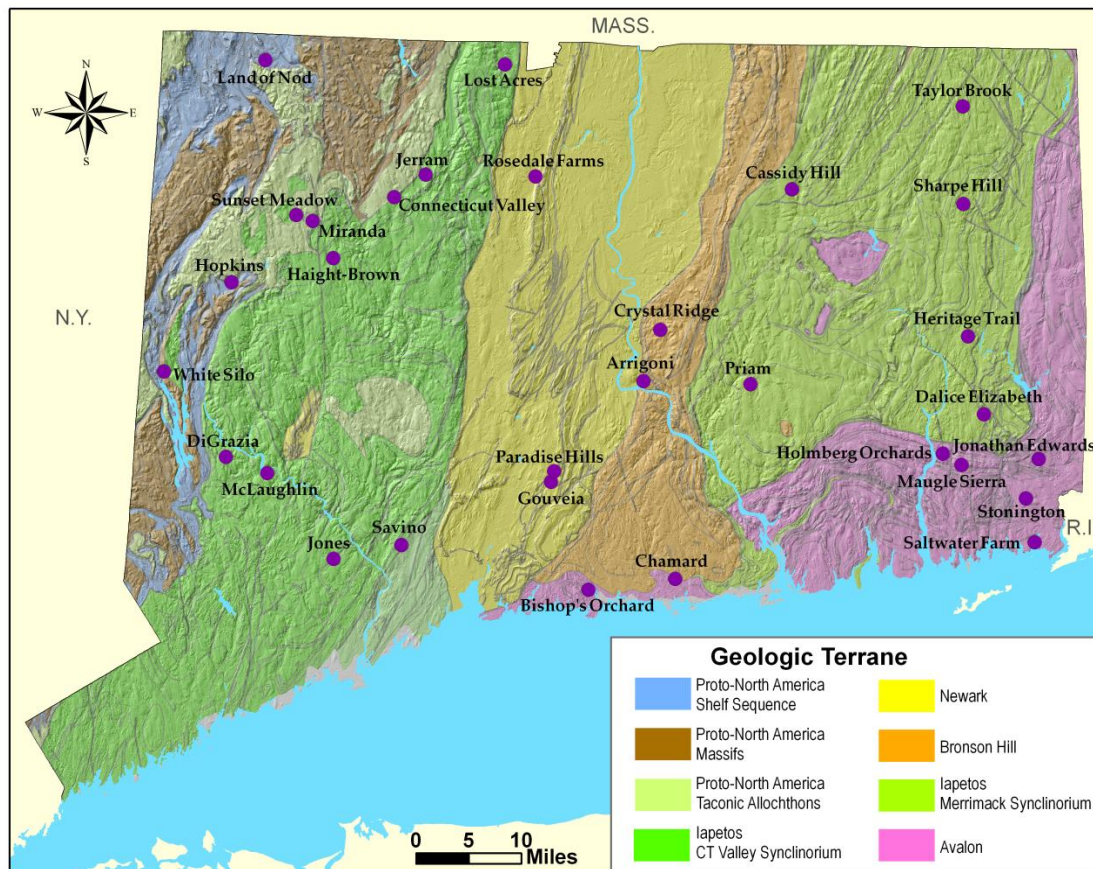 MASS.
N
W
E
S
Land of Nod
Lost Acres
Taylor Brook
Jerram
Rosedale Farms
Cassidy Hill
Sharpe Hill
Connecticut Valley
Sunset Meadow
Miranda
Haight-Brown
Hopkins
N.Y.
Crystal Ridge
Heritage Trail
White Silo
Arrigoni
Priam
Dalice Elizabeth
DiGrazia
McLaughlin
Paradise Hills
Gouveia
Holmberg Orchards
Jonathan Edwards
Maugle Sierra
Stonington
R.I
Savino
Jones
Saltwater Farm
Chamard
Bishop's Orchard
Geologic Terrane
Proto-North America
Shelf Sequence
Proto-North America
Massifs
Proto-North America
Taconic Allochthons
Iapetos
CT Valley Synclinorium
Newark
Bronson Hill
Iapetos
Merrimack Synclinorium
Avalon
0 5 10
Miles